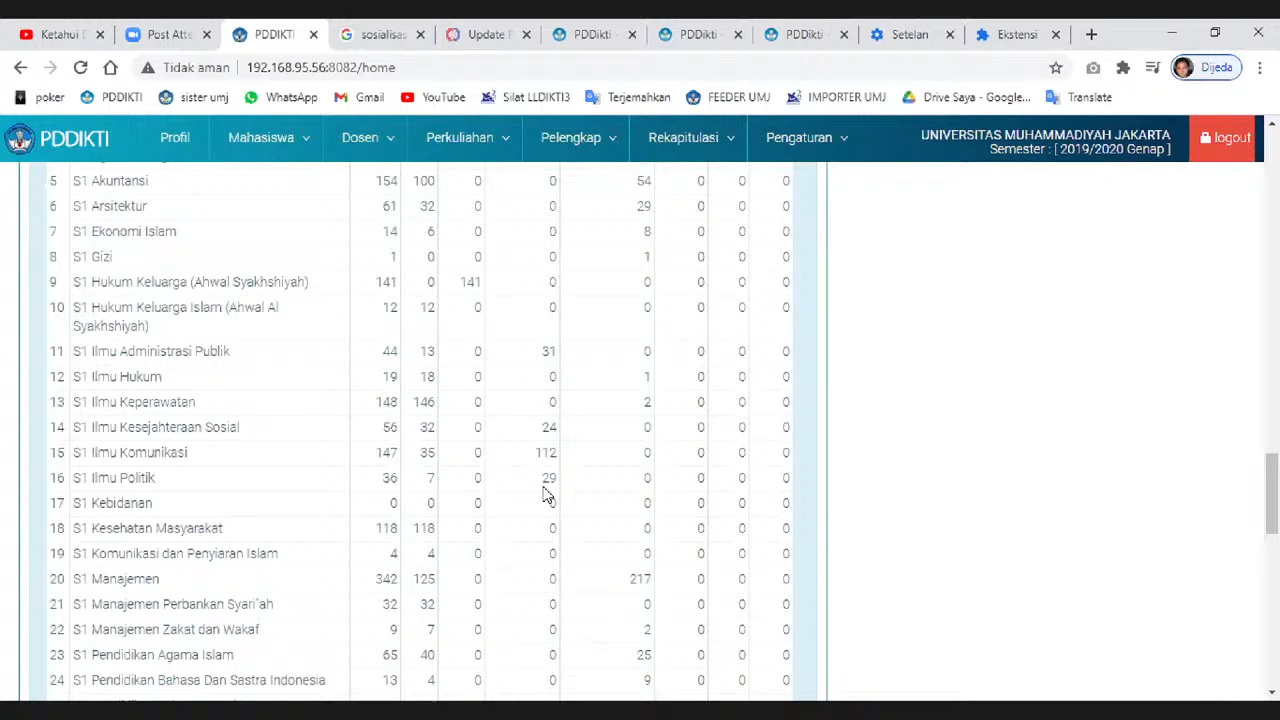 Ketahui E
Post Atte
PDDIKTI
sosialisas
Update F
PDDikti -
PDDikti -
PDDikti -
Setelan
Ekstensi
Tidak aman 192.168.95.56:8082/home
Dijeda
poker PDDIKTI sister umj WhatsApp Gmail YouTube Silat LLDIKTI3 Terjemahkan FEEDER UMJ IMPORTER UMJ Drive Saya - Google... Translate
PDDIKTI Profil Mahasiswa Dosen Perkuliahan Pelengkap Rekapitulasi Pengaturan
UNIVERSITAS MUHAMMADIYAH JAKARTA
Semester : [ 2019/2020 Genap ]
logout
5 S1 Akuntansi 154 100 0 0 54 0 0 0
6 S1 Arsitektur 61 32 0 0 29 0 0 0
7 S1 Ekonomi Islam 14 6 0 0 8 0 0 0
8 S1 Gizi 1 0 0 0 1 0 0 0
9 S1 Hukum Keluarga (Ahwal Syakhshiyah) 141 0 141 0 0 0 0 0
10 S1 Hukum Keluarga Islam (Ahwal Al 12 12 0 0 0 0 0 0
Syakhshiyah)
11 S1 Ilmu Administrasi Publik 44 13 0 31 0 0 0 0
12 S1 Ilmu Hukum 19 18 0 0 1 0 0 0
13 S1 Ilmu Keperawatan 148 146 0 0 2 0 0 0
14 S1 Ilmu Kesejahteraan Sosial 56 32 0 24 0 0 0 0
15 S1 Ilmu Komunikasi 147 35 0 112 0 0 0 0
16 S1 Ilmu Politik 36 7 0 29 0 0 0 0
17 S1 Kebidanan 0 0 0 0 0 0 0 0
18 S1 Kesehatan Masyarakat 118 118 0 0 0 0 0 0
19 S1 Komunikasi dan Penyiaran Islam 4 4 0 0 0 0 0 0
20 S1 Manajemen 342 125 0 0 217 0 0 0
21 S1 Manajemen Perbankan Syari`ah 32 32 0 0 0 0 0 0
22 S1 Manajemen Zakat dan Wakaf 9 7 0 0 2 0 0 0
23 S1 Pendidikan Agama Islam 65 40 0 0 25 0 0 0
24 S1 Pendidikan Bahasa Dan Sastra Indonesia 13 4 0 0 9 0 0 0